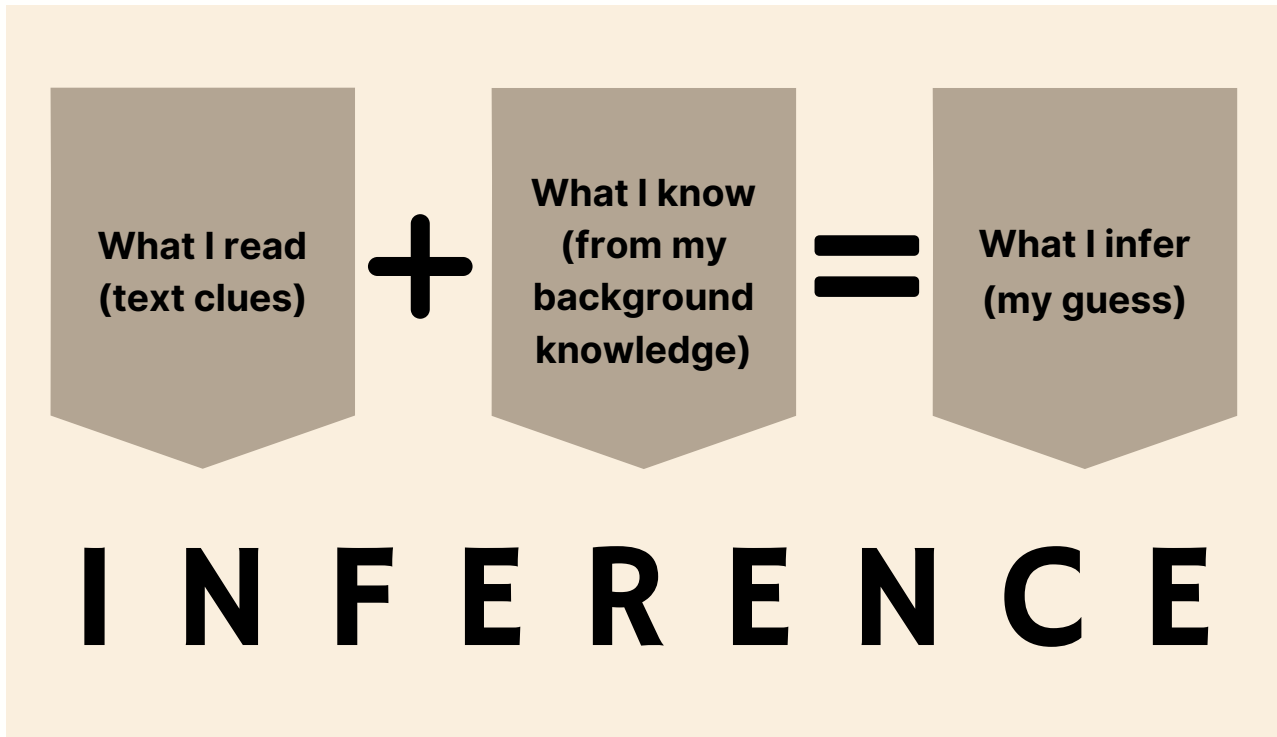 What I read
(text clues)
+
What I know
(from my
background
knowledge)
=
What I infer
(my guess)
INFERENCE